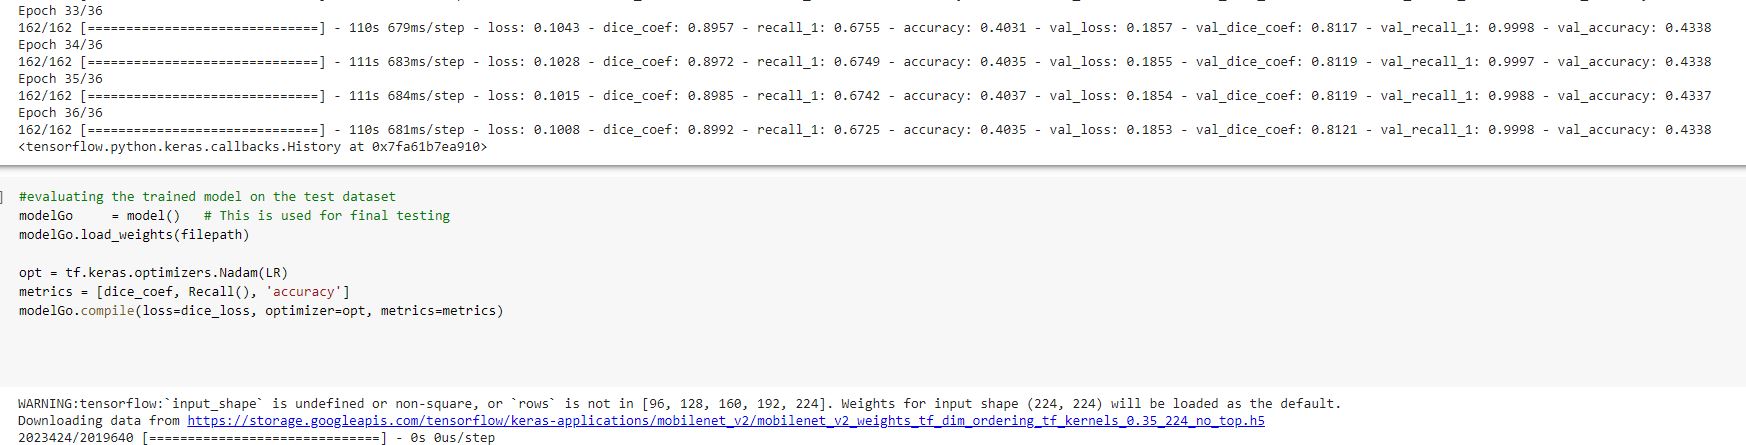 Epoch 33/36
162/162 [==============================] - 110s 679ms/step - loss: 0.1043 - dice_coef: 0.8957 - recall_1: 0.6755 - accuracy: 0.4031 - val_loss: 0.1857 - val_dice_coef: 0.8117 - val_recall_1: 0.9998 - val_accuracy: 0.4338
Epoch 34/36
162/162 [==============================] - 111s 683ms/step - loss: 0.1028 - dice_coef: 0.8972 - recall_1: 0.6749 - accuracy: 0.4035 - val_loss: 0.1855 - val_dice_coef: 0.8119 - val_recall_1: 0.9997 - val_accuracy: 0.4338
Epoch 35/36
162/162 [==============================] - 111s 684ms/step - loss: 0.1015 - dice_coef: 0.8985 - recall_1: 0.6742 - accuracy: 0.4037 - val_loss: 0.1854 - val_dice_coef: 0.8119 - val_recall_1: 0.9988 - val_accuracy: 0.4337
Epoch 36/36
162/162 [==============================] - 110s 681ms/step - loss: 0.1008 - dice_coef: 0.8992 - recall_1: 0.6725 - accuracy: 0.4035 - val_loss: 0.1853 - val_dice_coef: 0.8121 - val_recall_1: 0.9998 - val_accuracy: 0.4338
<tensorflow.python.keras.callbacks.History at 0x7fa61b7ea910>
] #evaluating the trained model on the test dataset
modelGo     = model()   # This is used for final testing
modelGo.load_weights(filepath)
opt = tf.keras.optimizers.Nadam(LR)
metrics = [dice_coef, Recall(), 'accuracy']
modelGo.compile(loss=dice_loss, optimizer=opt, metrics=metrics)
WARNING:tensorflow:`input_shape` is undefined or non-square, or `rows` is not in [96, 128, 160, 192, 224]. Weights for input shape (224, 224) will be loaded as the default.
Downloading data from https://storage.googleapis.com/tensorflow/keras-applications/mobilenet_v2/mobilenet_v2_weights_tf_dim_ordering_tf_kernels_0.35_224_no_top.h5
2023424/2019640 [==============================] - 0s 0us/step